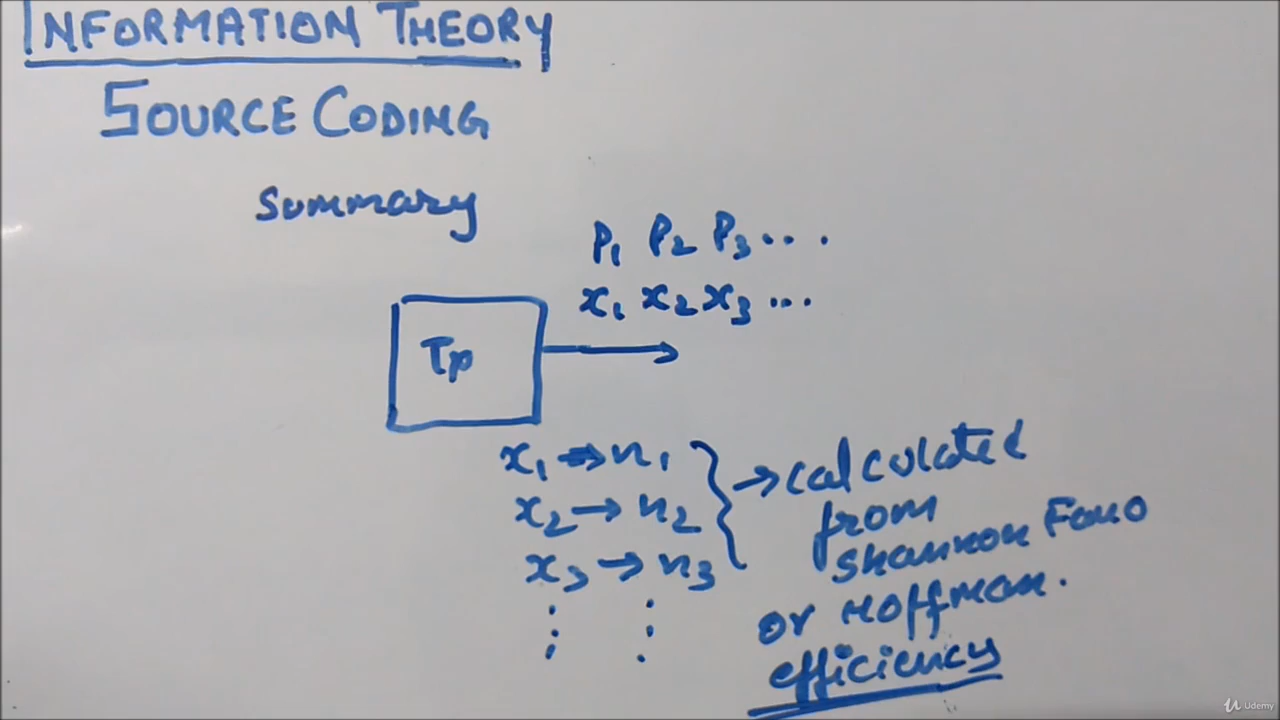 INFORMATION THEORY
SOURCE CODING
summary
P1 P2 P3 ....
x1 x2 x3 ...
Tx
x1 → n1
x2 → n2
x3 → n3
→ calculated
from
shannon Fano
or Hoffman.
efficiency
Udemy